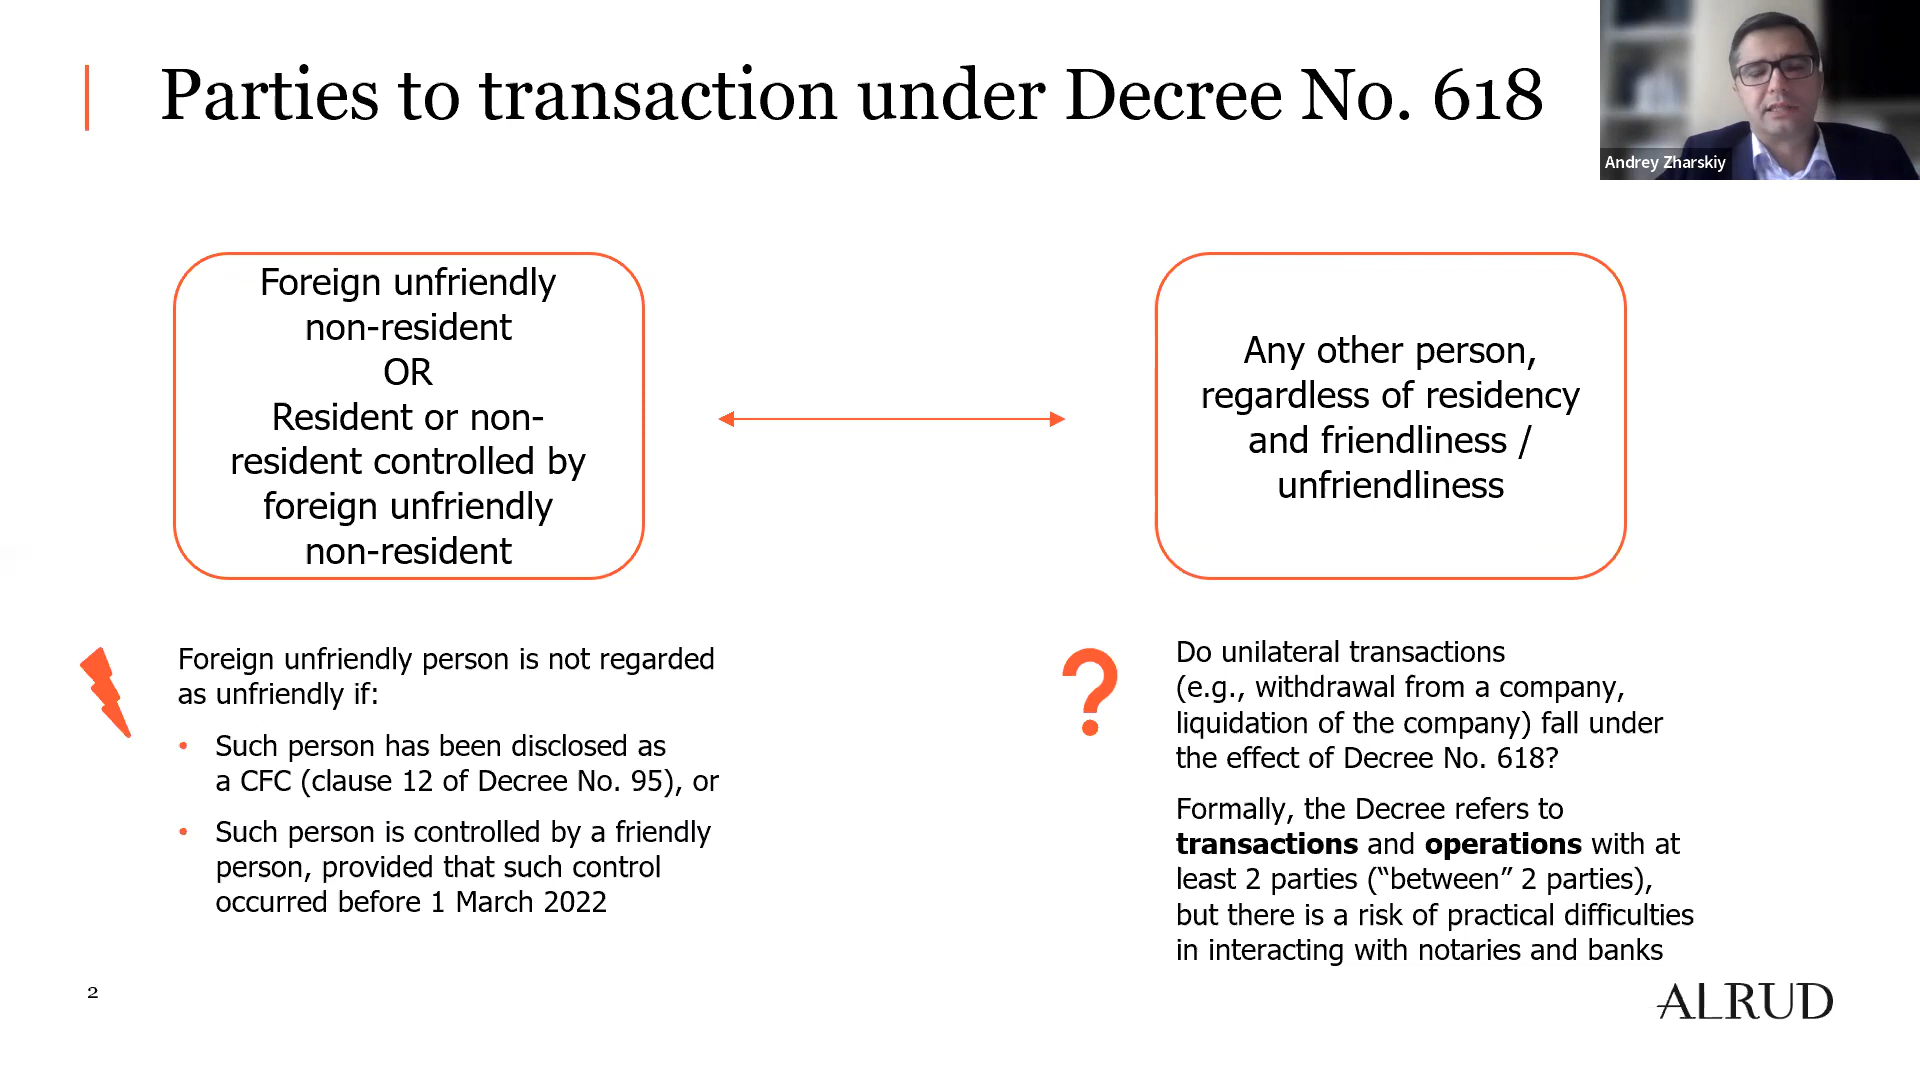 Parties to transaction under Decree No. 618
Andrey Zharskiy
Foreign unfriendly
non-resident
OR
Resident or non-
resident controlled by
foreign unfriendly
non-resident
Any other person,
regardless of residency
and friendliness /
unfriendliness
Foreign unfriendly person is not regarded
as unfriendly if:
• Such person has been disclosed as
a CFC (clause 12 of Decree No. 95), or
• Such person is controlled by a friendly
person, provided that such control
occurred before 1 March 2022
?
Do unilateral transactions
(e.g., withdrawal from a company,
liquidation of the company) fall under
the effect of Decree No. 618?
Formally, the Decree refers to
transactions and operations with at
least 2 parties (“between” 2 parties),
but there is a risk of practical difficulties
in interacting with notaries and banks
2
ALRUD